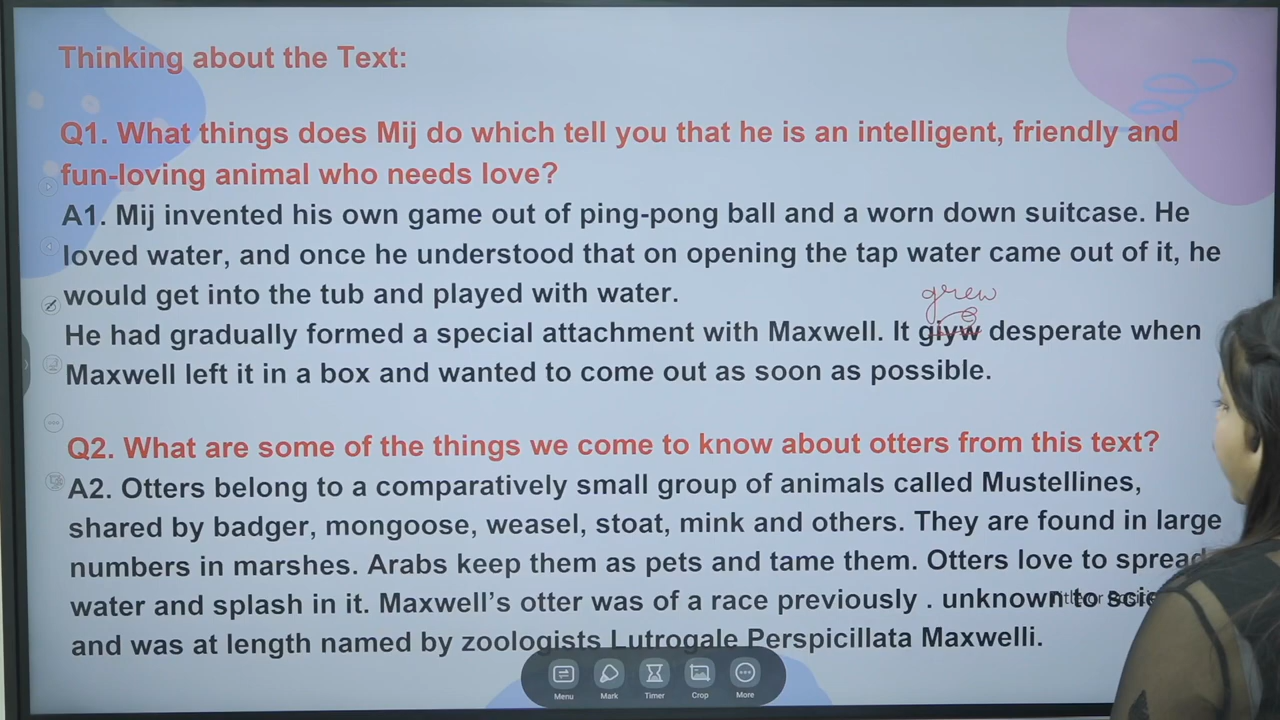 Thinking about the Text:
Q1. What things does Mij do which tell you that he is an intelligent, friendly and
fun-loving animal who needs love?
A1. Mij invented his own game out of ping-pong ball and a worn down suitcase. He
loved water, and once he understood that on opening the tap water came out of it, he
would get into the tub and played with water.
grew
He had gradually formed a special attachment with Maxwell. It giyw desperate when
Maxwell left it in a box and wanted to come out as soon as possible.
Q2. What are some of the things we come to know about otters from this text?
A2. Otters belong to a comparatively small group of animals called Mustellines,
shared by badger, mongoose, weasel, stoat, mink and others. They are found in large
numbers in marshes. Arabs keep them as pets and tame them. Otters love to spread
water and splash in it. Maxwell's otter was of a race previously . unknown to
and was at length named by zoologists Lutrogale Perspicillata Maxwelli.
Menu Mark Timer Crop More